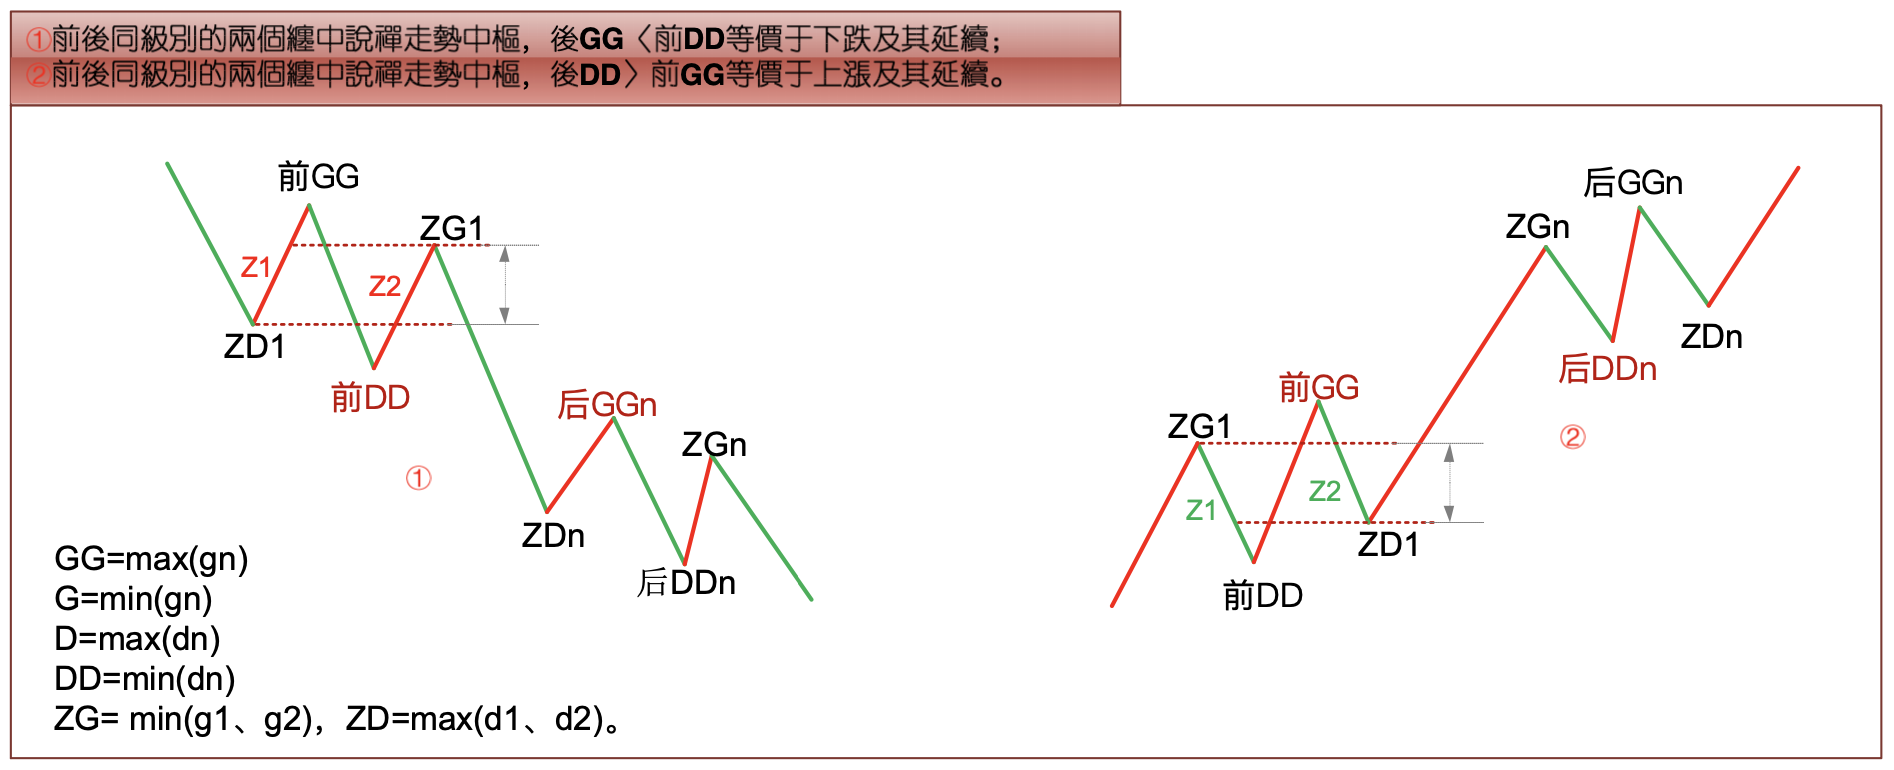 ①前後同級別的兩個纏中說禪走勢中樞，後GG〈前DD等價于下跌及其延續；
②前後同級別的兩個纏中說禪走勢中樞，後DD〉前GG等價于上漲及其延續。
前GG
ZG1
Z1
Z2
ZD1
前DD
后GGn
ZGn
①
ZDn
后DDn
GG=max(gn)
G=min(gn)
D=max(dn)
DD=min(dn)
ZG= min(g1、g2)，ZD=max(d1、d2)。
后GGn
ZGn
ZDn
后DDn
前GG
ZG1
②
Z1
Z2
ZD1
前DD